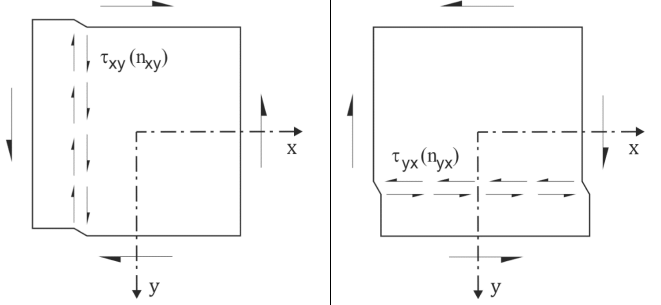 τxy (nxy)
x
y
τyx (nyx)
x
y